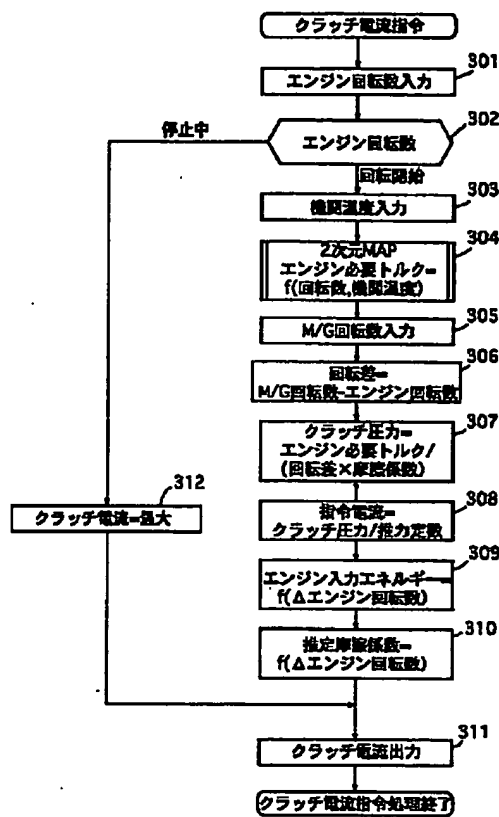 クラッチ電流指令
301
エンジン回転数入力
302
停止中
エンジン回転数
回転開始
303
機関温度入力
304
2次元MAP
エンジン必要トルク=
f(回転数,機関温度)
305
M/G回転数入力
306
回転差=
M/G回転数-エンジン回転数
307
クラッチ圧力=
エンジン必要トルク/
(回転差×摩擦係数)
312
308
クラッチ電流=最大
指令電流=
クラッチ圧力/推力定数
309
エンジン入力エネルギー=
f(Δエンジン回転数)
310
推定摩擦係数=
f(Δエンジン回転数)
311
クラッチ電流出力
クラッチ電流指令処理終了